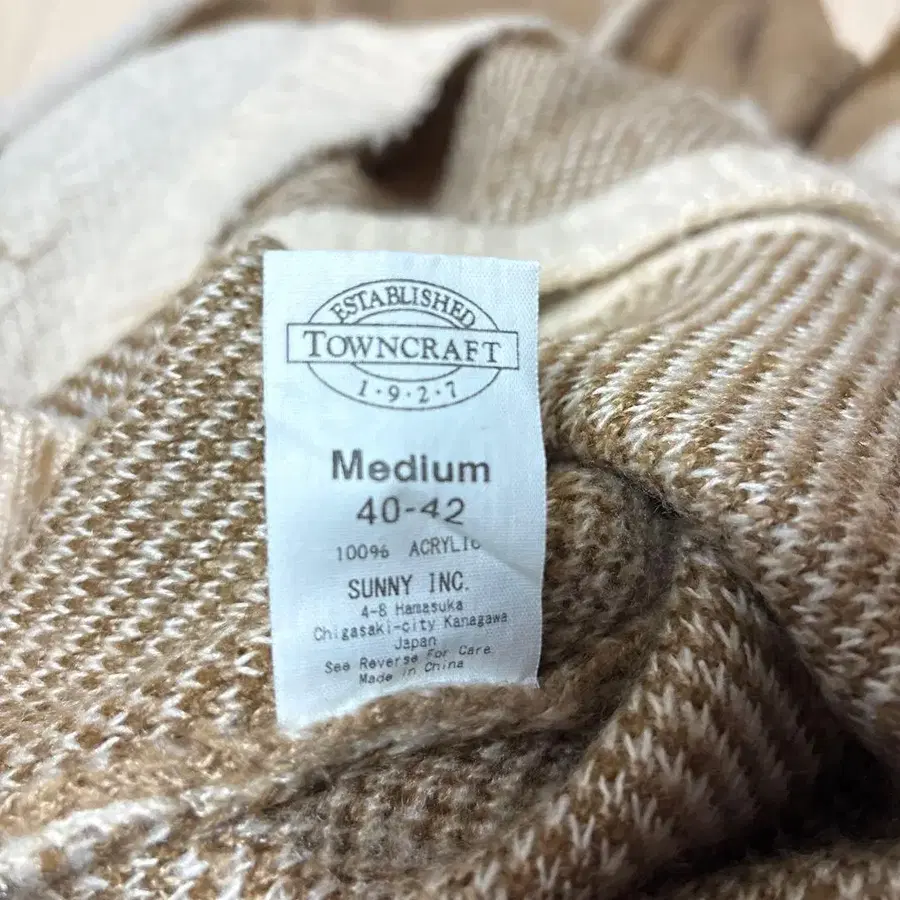 ESTABLISHED
TOWNCRAFT
1·9·2·7
Medium
40-42
100% ACRYLIC
SUNNY INC.
4-8 Hamasuka
Chigasaki-city Kanagawa
Japan
See Reverse For Care
Made in China